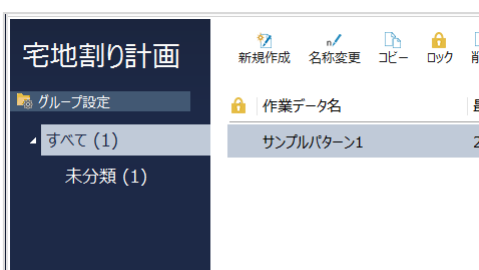 宅地割り計画
グループ設定
すべて (1)
未分類 (1)
新規作成 名称変更 コピー ロック
作業データ名
サンプルパターン1